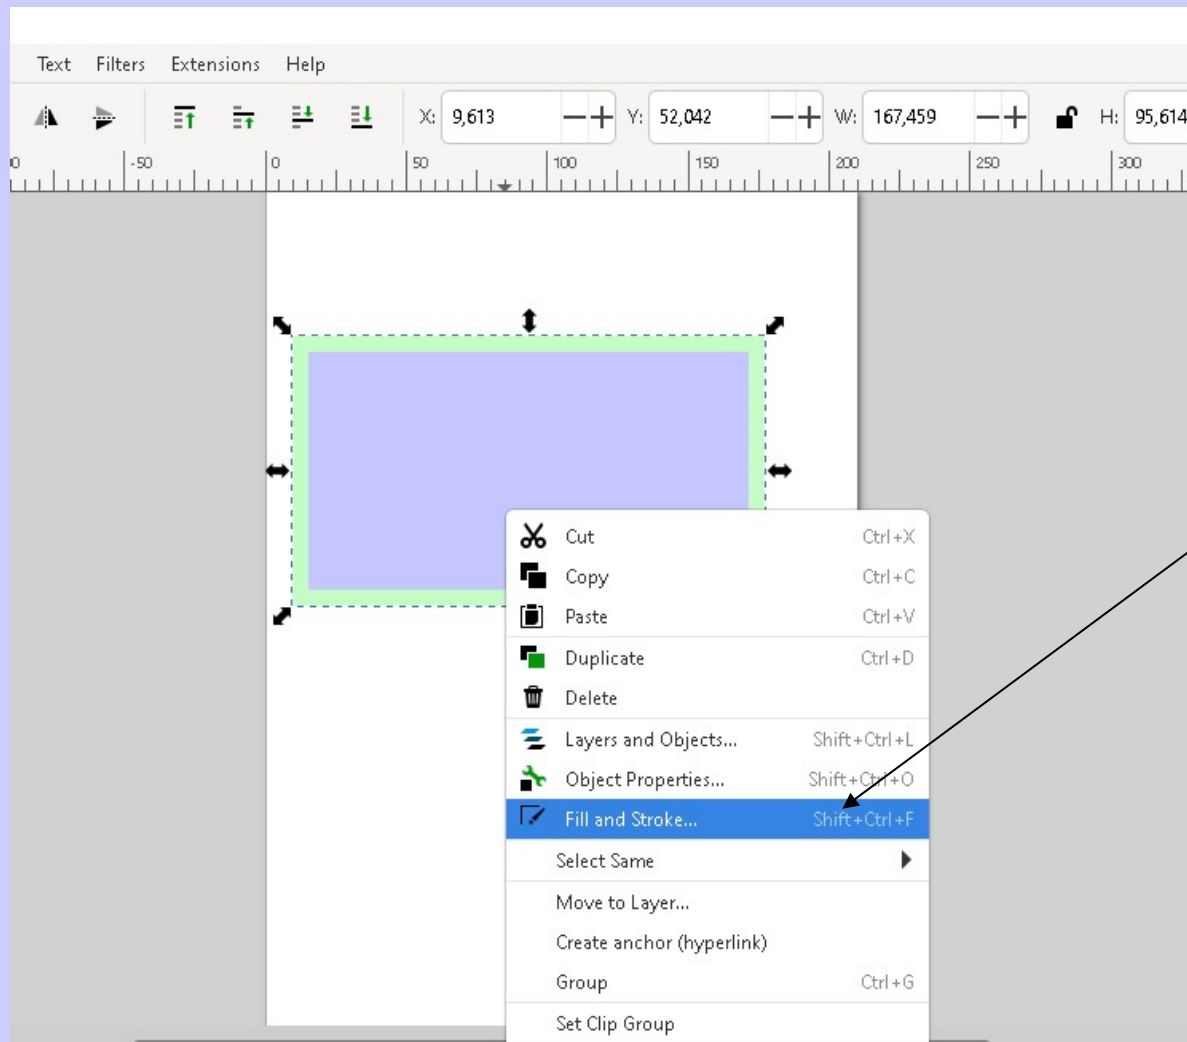 Text Filters Extensions Help
X: 9,613 Y: 52,042 W: 167,459 H: 95,614
-50 0 50 100 150 200 250 300
Cut Ctrl+X
Copy Ctrl+C
Paste Ctrl+V
Duplicate Ctrl+D
Delete
Layers and Objects... Shift+Ctrl+L
Object Properties... Shift+Ctrl+O
Fill and Stroke... Shift+Ctrl+F
Select Same
Move to Layer...
Create anchor (hyperlink)
Group Ctrl+G
Set Clip Group